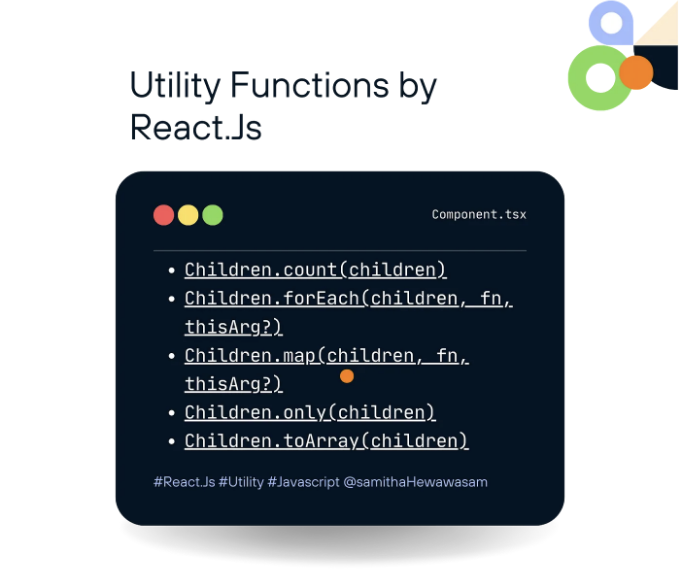 Utility Functions by
React.Js
Component.tsx
• Children.count(children)
• Children.forEach(children, fn,
thisArg?)
• Children.map(children, fn,
thisArg?)
• Children.only(children)
• Children.toArray(children)
#React.Js #Utility #Javascript @samithaHewawasam